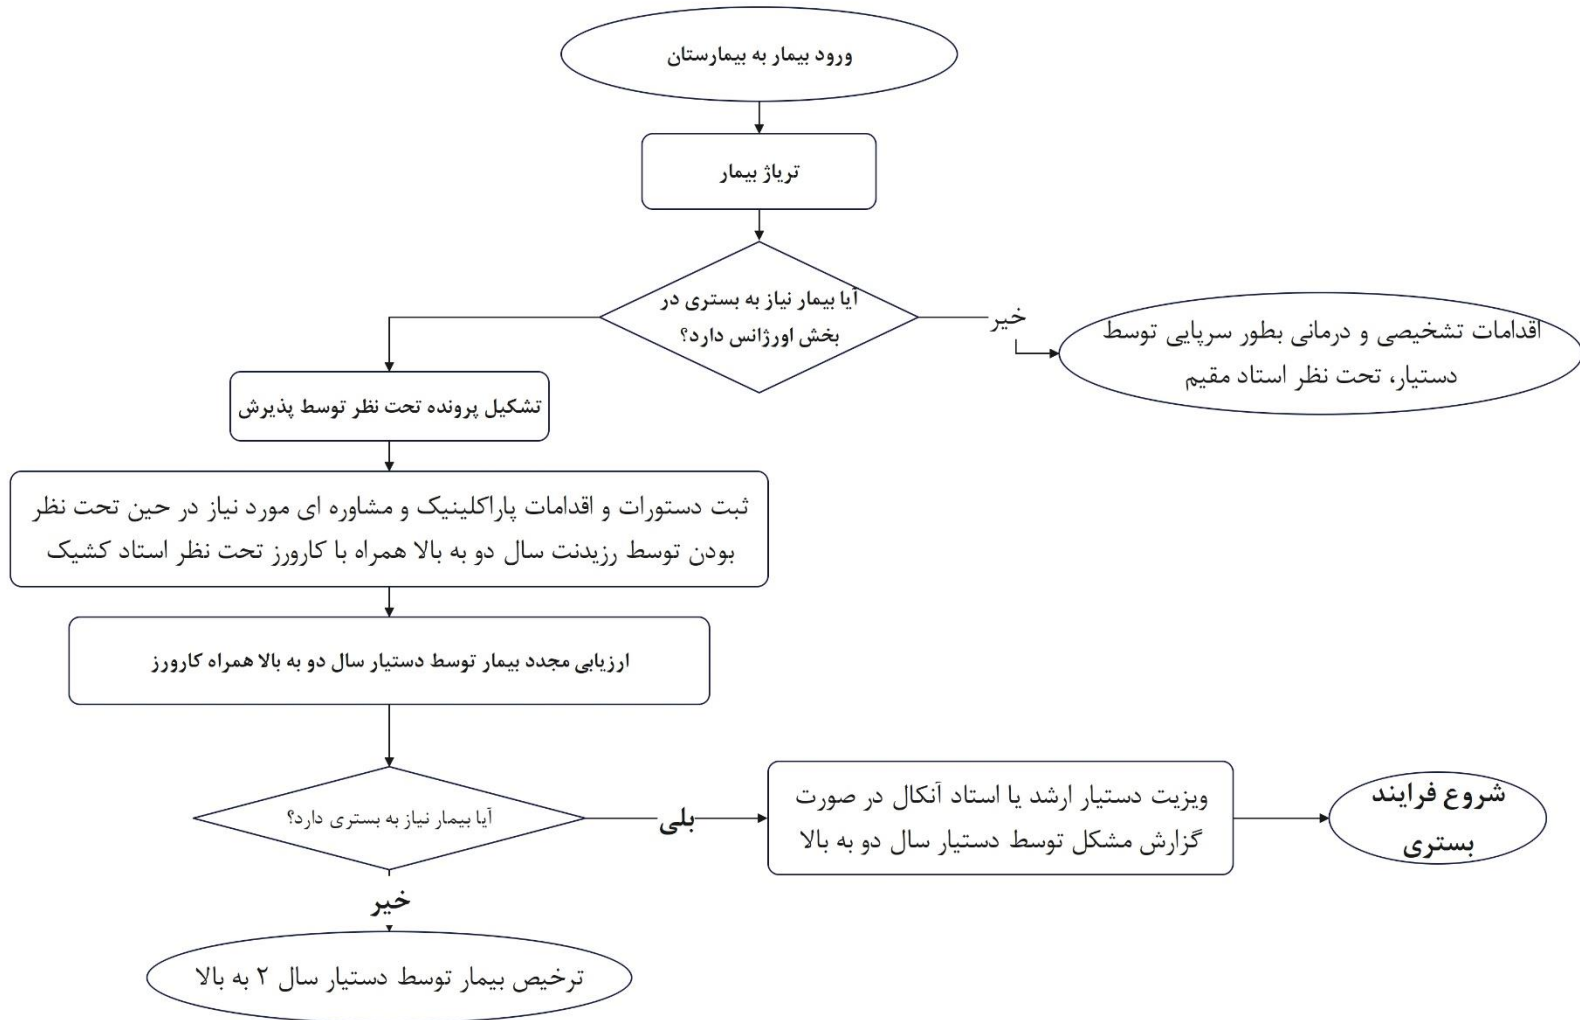 ورود بیمار به بیمارستان
تریاژ بیمار
آیا بیمار نیاز به بستری در
بخش اورژانس دارد؟
خیر
اقدامات تشخیصی و درمانی بطور سرپایی توسط
دستیار، تحت نظر استاد مقیم
تشکیل پرونده تحت نظر توسط پذیرش
ثبت دستورات و اقدامات پاراکلینیک و مشاوره ای مورد نیاز در حین تحت نظر
بودن توسط رزیدنت سال دو به بالا همراه با کارورز تحت نظر استاد کشیک
ارزیابی مجدد بیمار توسط دستیار سال دو به بالا همراه کارورز
آیا بیمار نیاز به بستری دارد؟
بلی
ویزیت دستیار ارشد یا استاد آنکال در صورت
گزارش مشکل توسط دستیار سال دو به بالا
شروع فرایند
بستری
خیر
ترخیص بیمار توسط دستیار سال ۲ به بالا